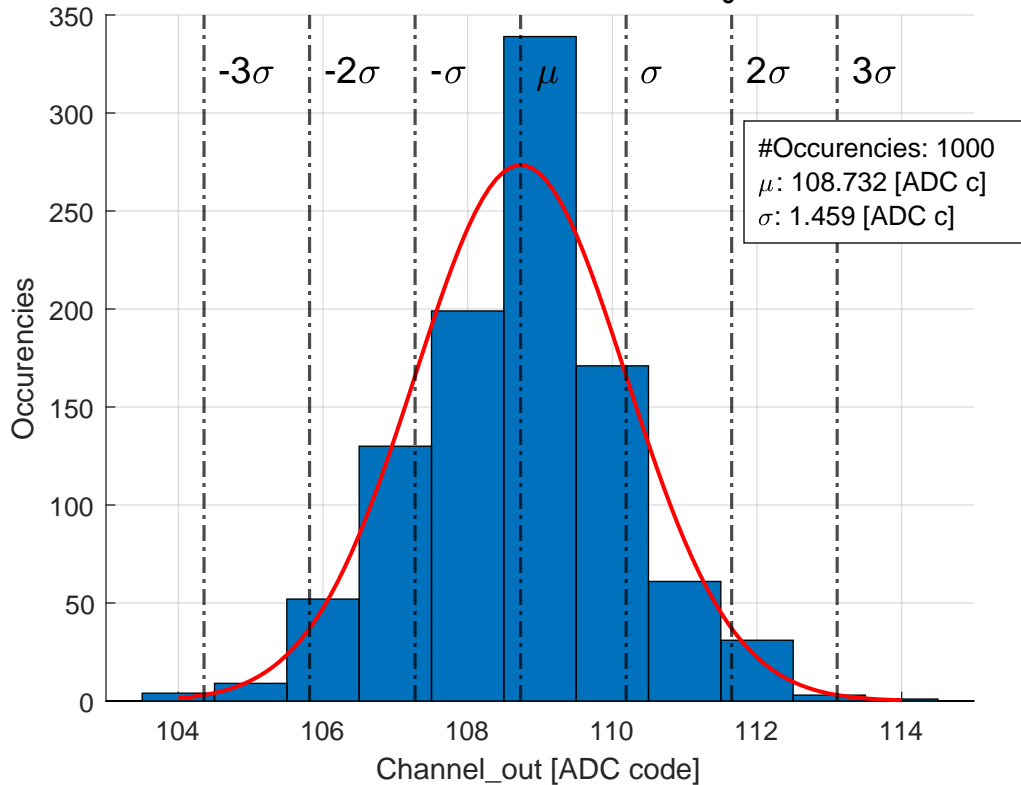 350
300
250
200
150
100
50
0
-3σ -2σ -σ μ σ 2σ 3σ
#Occurencies: 1000
μ: 108.732 [ADC c]
σ: 1.459 [ADC c]
Occurencies
104 106 108 110 112 114
Channel_out [ADC code]